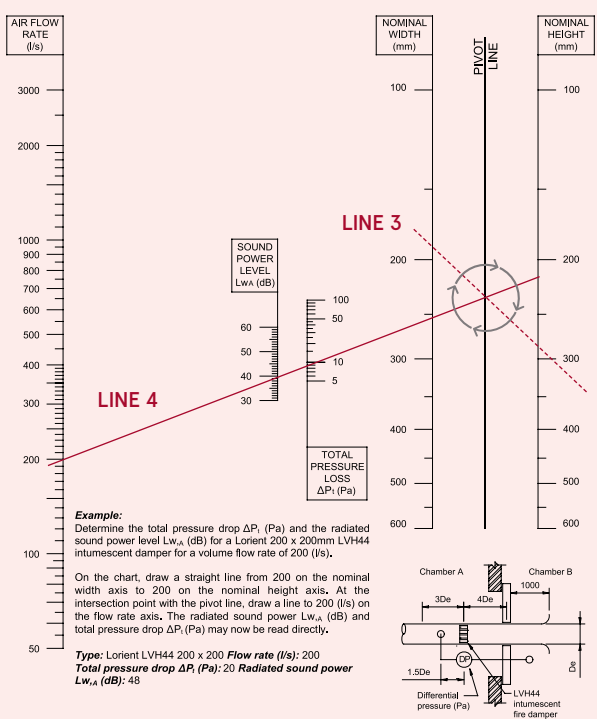 AIR FLOW
RATE
(l/s)
3000
2000
1000
900
800
700
600
500
400
300
200
100
50
SOUND
POWER
LEVEL
LwA (dB)
60
50
40
30
100
50
10
5
TOTAL
PRESSURE
LOSS
ΔPt (Pa)
LINE 3
LINE 4
NOMINAL
WIDTH
(mm)
100
200
300
400
500
600
PIVOT
LINE
NOMINAL
HEIGHT
(mm)
100
200
300
400
500
600
Example:
Determine the total pressure drop ΔPt (Pa) and the radiated
sound power level Lw,A (dB) for a Lorient 200 x 200mm LVH44
intumescent damper for a volume flow rate of 200 (l/s).
On the chart, draw a straight line from 200 on the nominal
width axis to 200 on the nominal height axis. At the
intersection point with the pivot line, draw a line to 200 (l/s) on
the flow rate axis. The radiated sound power Lw,A (dB) and
total pressure drop ΔPt (Pa) may now be read directly.
Type: Lorient LVH44 200 x 200 Flow rate (l/s): 200
Total pressure drop ΔPt (Pa): 20 Radiated sound power
Lw,A (dB): 48
Chamber A
Chamber B
3De
4De
1000
1.5De
DP
De
Differential
pressure (Pa)
LVH44
intumescent
fire damper